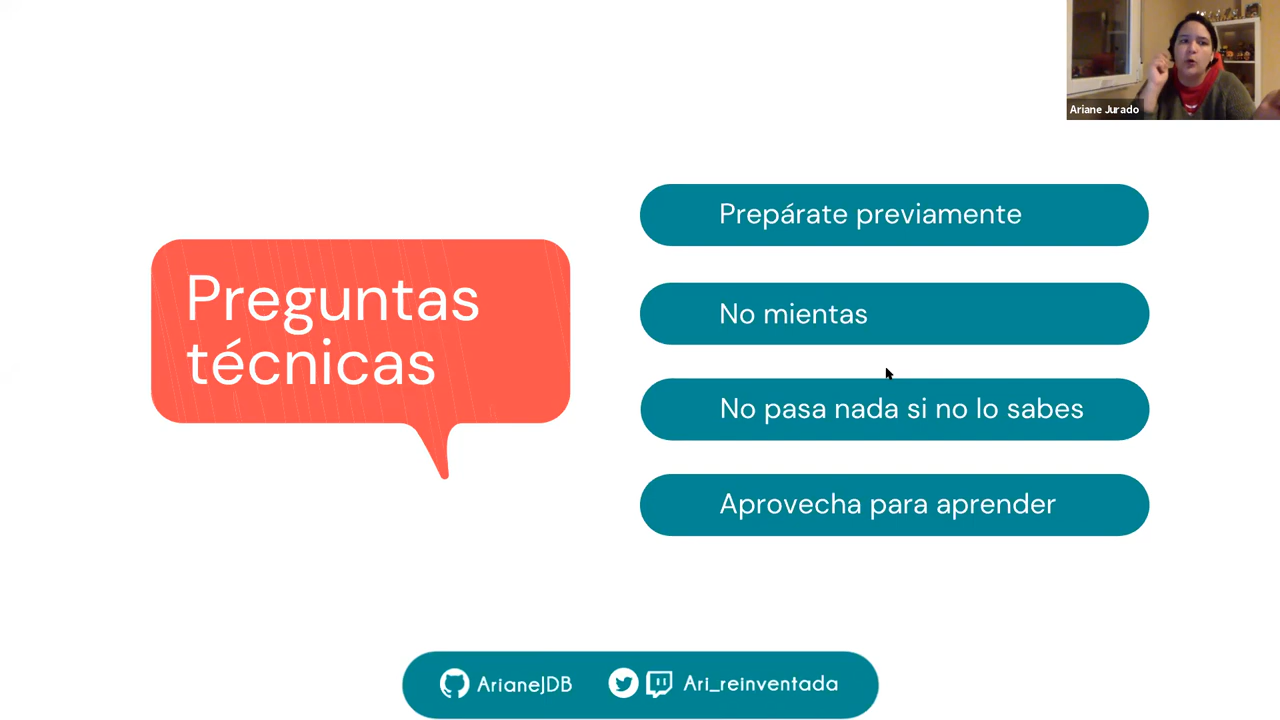 Ariane Jurado
Preguntas
técnicas
Prepárate previamente
No mientas
No pasa nada si no lo sabes
Aprovecha para aprender
ArianeJDB
Ari_reinventada